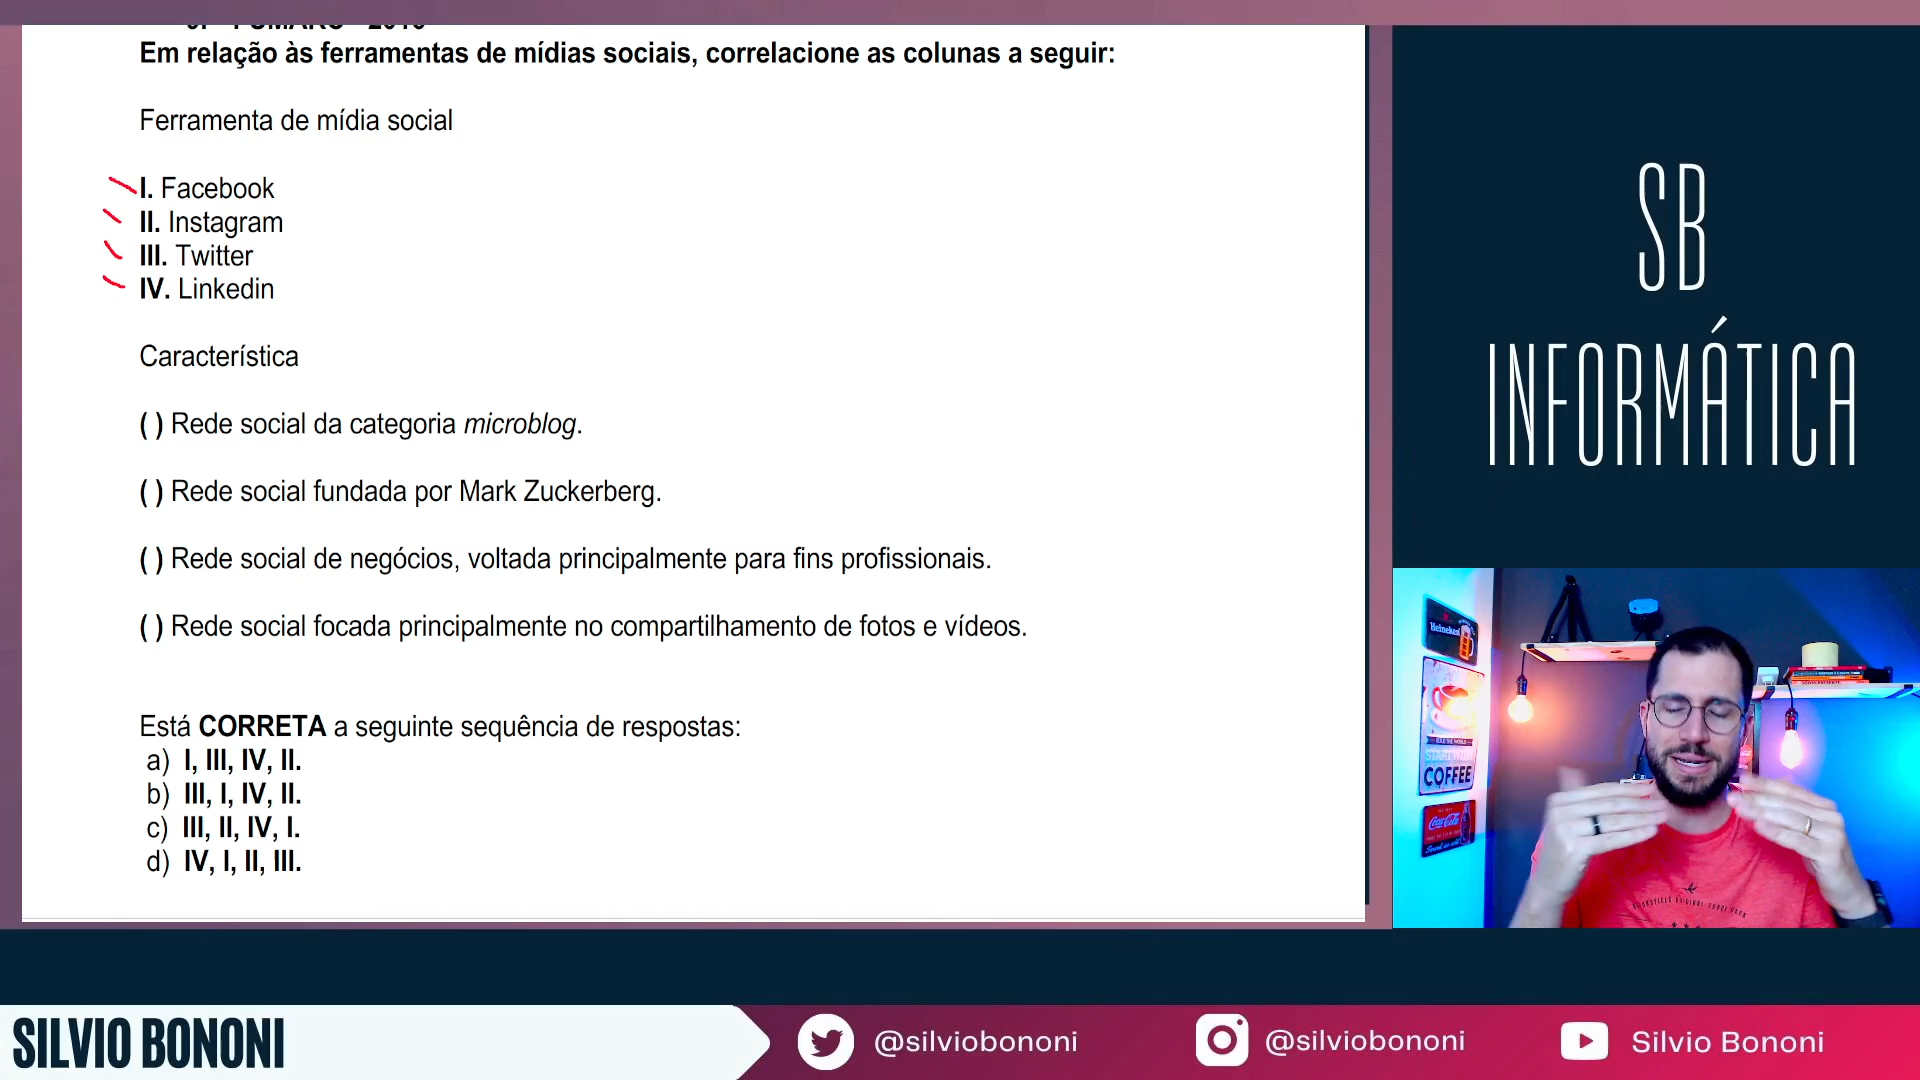 Em relação às ferramentas de mídias sociais, correlacione as colunas a seguir:
Ferramenta de mídia social
I. Facebook
II. Instagram
III. Twitter
IV. Linkedin
Característica
( ) Rede social da categoria microblog.
( ) Rede social fundada por Mark Zuckerberg.
( ) Rede social de negócios, voltada principalmente para fins profissionais.
( ) Rede social focada principalmente no compartilhamento de fotos e vídeos.
Está CORRETA a seguinte sequência de respostas:
a) I, III, IV, II.
b) III, I, IV, II.
c) III, II, IV, I.
d) IV, I, II, III.
SB
INFORMÁTICA
Heineken
COFFEE
Coca-Cola
SILVIO BONONI
@silviobononi
@silviobononi
Silvio Bononi